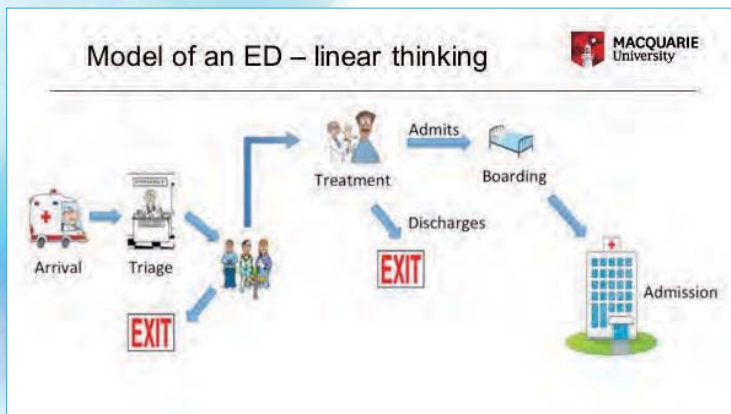 Model of an ED – linear thinking
MACQUARIE
University
Admits
Treatment
Boarding
Discharges
Arrival
Triage
EXIT
Admission
EXIT